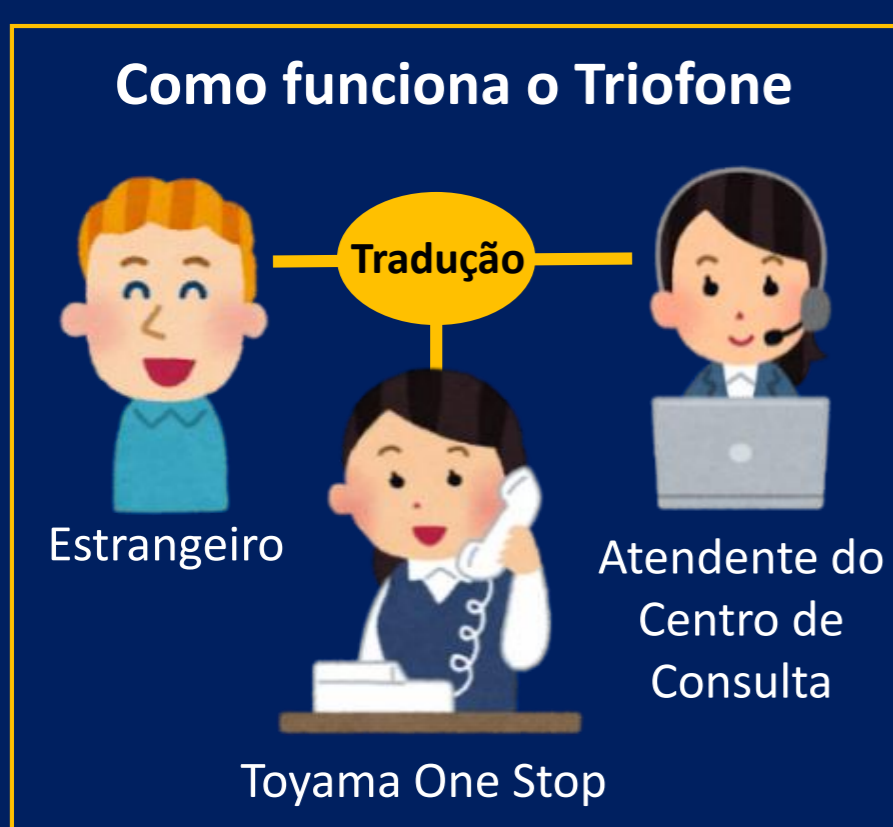 Como funciona o Triofone
Tradução
Estrangeiro
Atendente do
Centro de
Consulta
Toyama One Stop